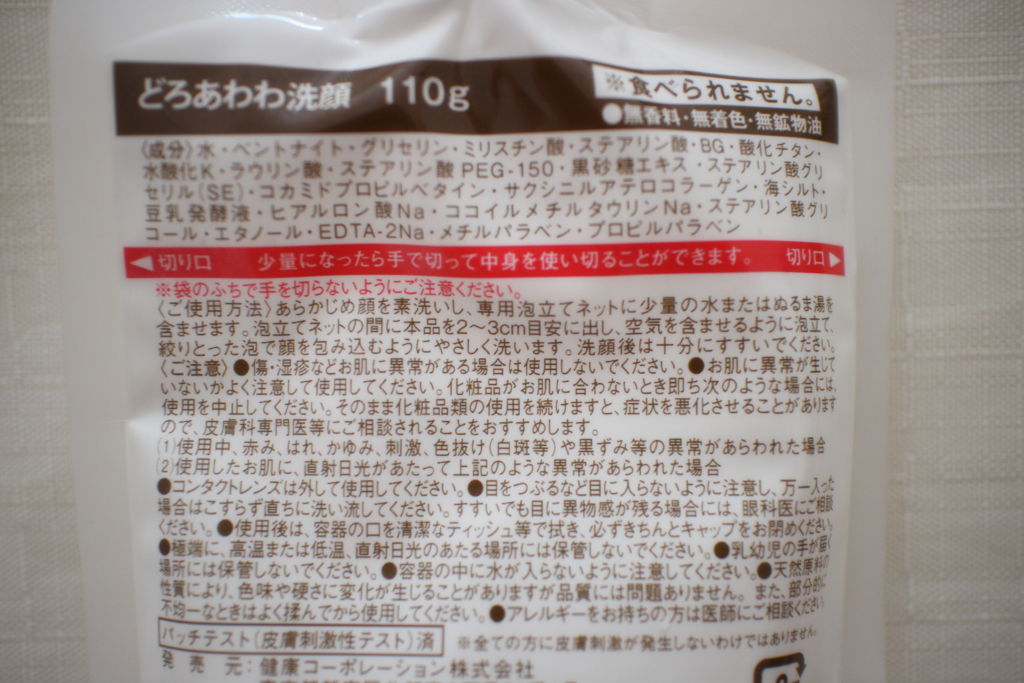 どろあわわ洗顔 110g
※食べられません。
●無香料・無着色・無鉱物油
〈成分〉水・ベントナイト・グリセリン・ミリスチン酸・ステアリン酸・BG・酸化チタン・
水酸化K・ラウリン酸・ステアリン酸PEG-150・黒砂糖エキス・ステアリン酸グリ
セリル(SE)・コカミドプロピルベタイン・サクシニルアテロコラーゲン・海シルト・
豆乳発酵液・ヒアルロン酸Na・ココイルメチルタウリンNa・ステアリン酸グリ
コール・エタノール・EDTA-2Na・メチルパラベン・プロピルパラベン
◀切り口 少量になったら手で切って中身を使い切ることができます。 切り口▶
※袋のふちで手を切らないようにご注意ください。
〈ご使用方法〉あらかじめ顔を素洗いし、専用泡立てネットに少量の水またはぬるま湯を
含ませます。泡立てネットの間に本品を2～3cm目安に出し、空気を含ませるように泡立て、
絞りとった泡で顔を包み込むようにやさしく洗います。洗顔後は十分にすすいでください。
〈ご注意〉●傷・湿疹などお肌に異常がある場合は使用しないでください。●お肌に異常が生じて
いないかよく注意して使用してください。化粧品がお肌に合わないとき即ち次のような場合には、
使用を中止してください。そのまま化粧品類の使用を続けますと、症状を悪化させることがありますので、
皮膚科専門医等にご相談されることをおすすめします。
(1)使用中、赤み、はれ、かゆみ、刺激、色抜け(白斑等)や黒ずみ等の異常があらわれた場合
(2)使用したお肌に、直射日光があたって上記のような異常があらわれた場合
●コンタクトレンズは外して使用してください。●目をつぶるなど目に入らないように注意し、万一入った
場合はこすらず直ちに洗い流してください。すすいでも目に異物感が残る場合には、眼科医にご相談
ください。●使用後は、容器の口を清潔なティッシュ等で拭き、必ずきちんとキャップをお閉めください。
●極端に、高温または低温、直射日光のあたる場所には保管しないでください。●乳幼児の手が届く
場所には保管しないでください。●容器の中に水が入らないように注意してください。●天然原料の
性質により、色味や硬さに変化が生じることがありますが品質には問題ありません。また、部分的に
不均一なときはよく揉んでから使用してください。●アレルギーをお持ちの方は医師にご相談ください
パッチテスト(皮膚刺激性テスト)済 ※全ての方に皮膚刺激が発生しないわけではありません。
発 売 元：健康コーポレーション株式会社